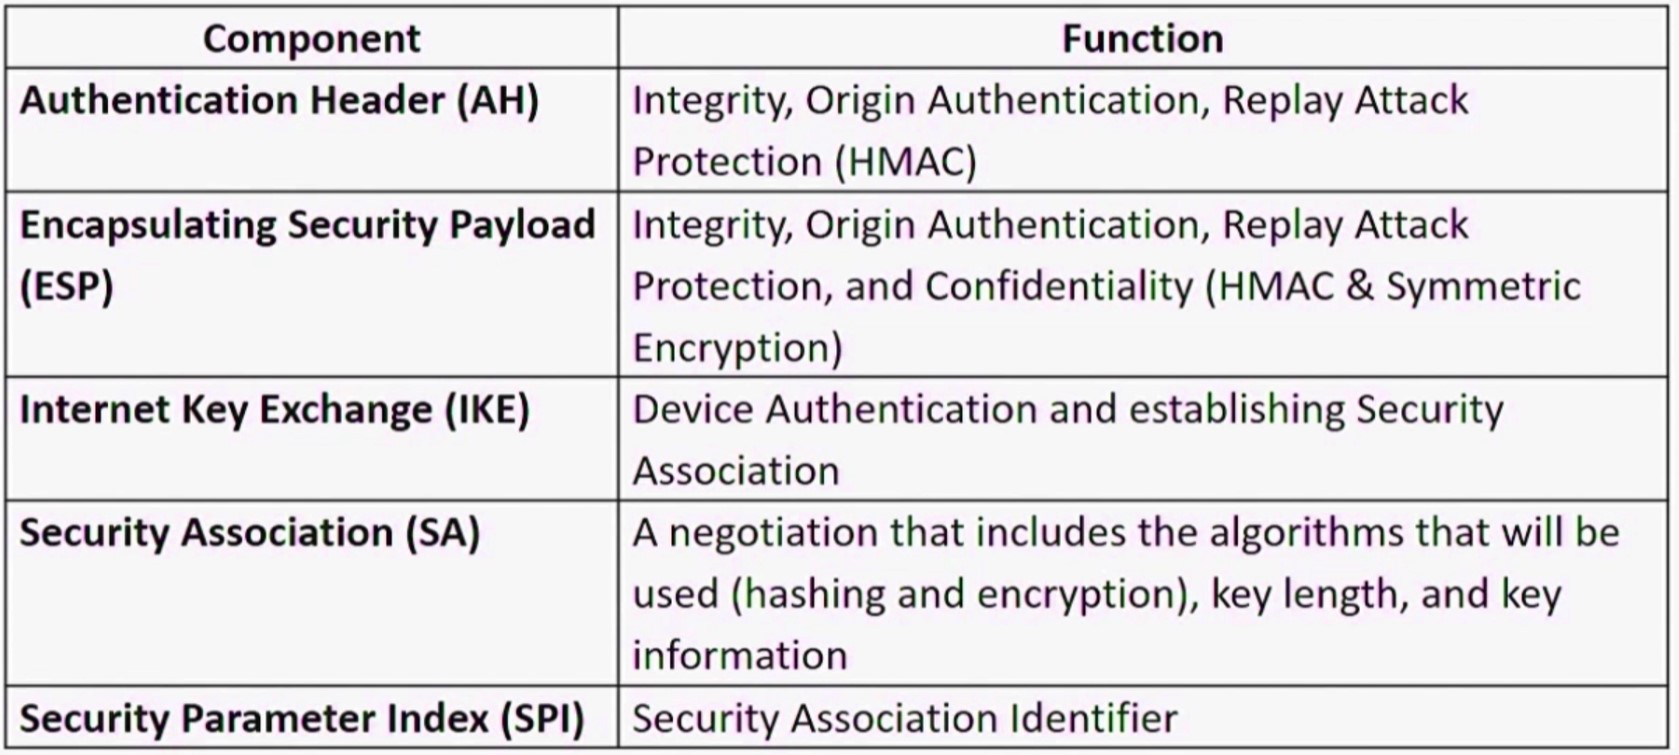 Component
Function
Authentication Header (AH)
Integrity, Origin Authentication, Replay Attack
Protection (HMAC)
Encapsulating Security Payload
(ESP)
Integrity, Origin Authentication, Replay Attack
Protection, and Confidentiality (HMAC & Symmetric
Encryption)
Internet Key Exchange (IKE)
Device Authentication and establishing Security
Association
Security Association (SA)
A negotiation that includes the algorithms that will be
used (hashing and encryption), key length, and key
information
Security Parameter Index (SPI)
Security Association Identifier